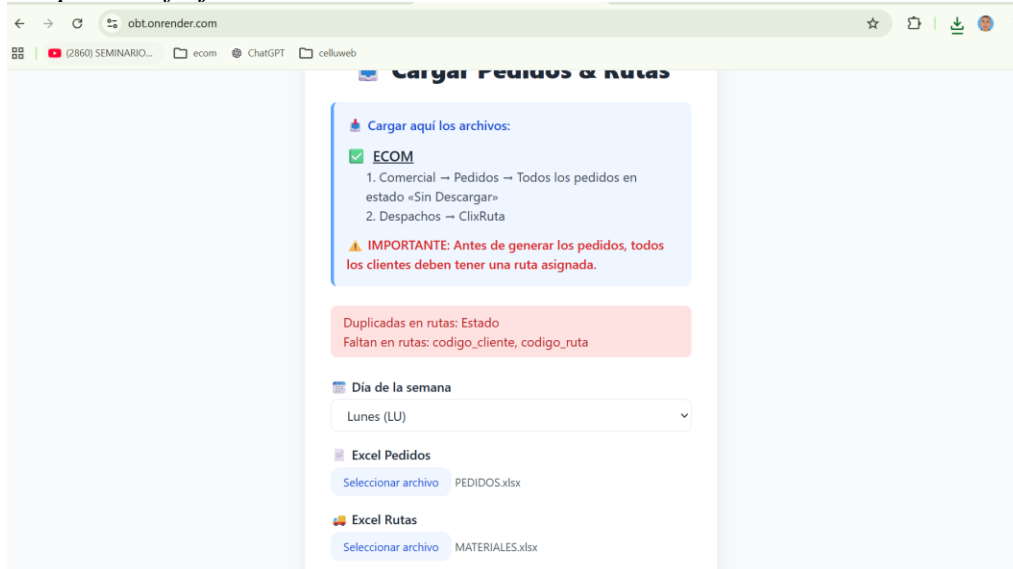 obt.onrender.com
(2860) SEMINARIO...
ecom
ChatGPT
celluweb
Cargar Pedidos & Rutas
Cargar aquí los archivos:
ECOM
1. Comercial → Pedidos → Todos los pedidos en
estado «Sin Descargar»
2. Despachos → ClixRuta
IMPORTANTE: Antes de generar los pedidos, todos
los clientes deben tener una ruta asignada.
Duplicadas en rutas: Estado
Faltan en rutas: codigo_cliente, codigo_ruta
Día de la semana
Lunes (LU)
Excel Pedidos
Seleccionar archivo PEDIDOS.xlsx
Excel Rutas
Seleccionar archivo MATERIALES.xlsx